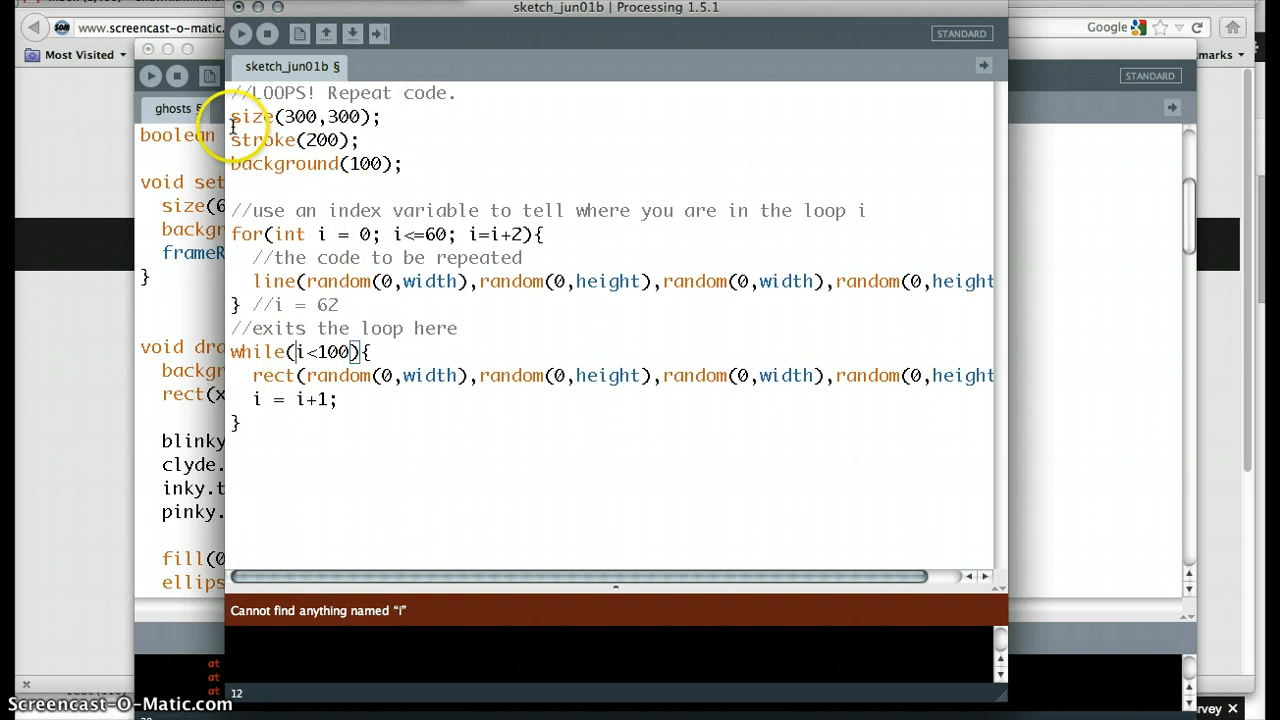 sketch_jun01b | Processing 1.5.1
www.screencast-o-matic.
Google
Most Visited
marks
STANDARD
STANDARD
sketch_jun01b §
ghosts §
//LOOPS! Repeat code.
size(300,300);
stroke(200);
background(100);
//use an index variable to tell where you are in the loop i
for(int i = 0; i<=60; i=i+2){
//the code to be repeated
line(random(0,width),random(0,height),random(0,width),random(0,height
} //i = 62
//exits the loop here
while(i<100){
rect(random(0,width),random(0,height),random(0,width),random(0,height
i = i+1;
}
boolean
void set
size(6
backgr
frameR
}
void dra
backgr
rect(x
blinky
clyde.
inky.t
pinky.
fill(0
ellips
Cannot find anything named “i”
at
at
at
12
Screencast-O-Matic.com
rvey